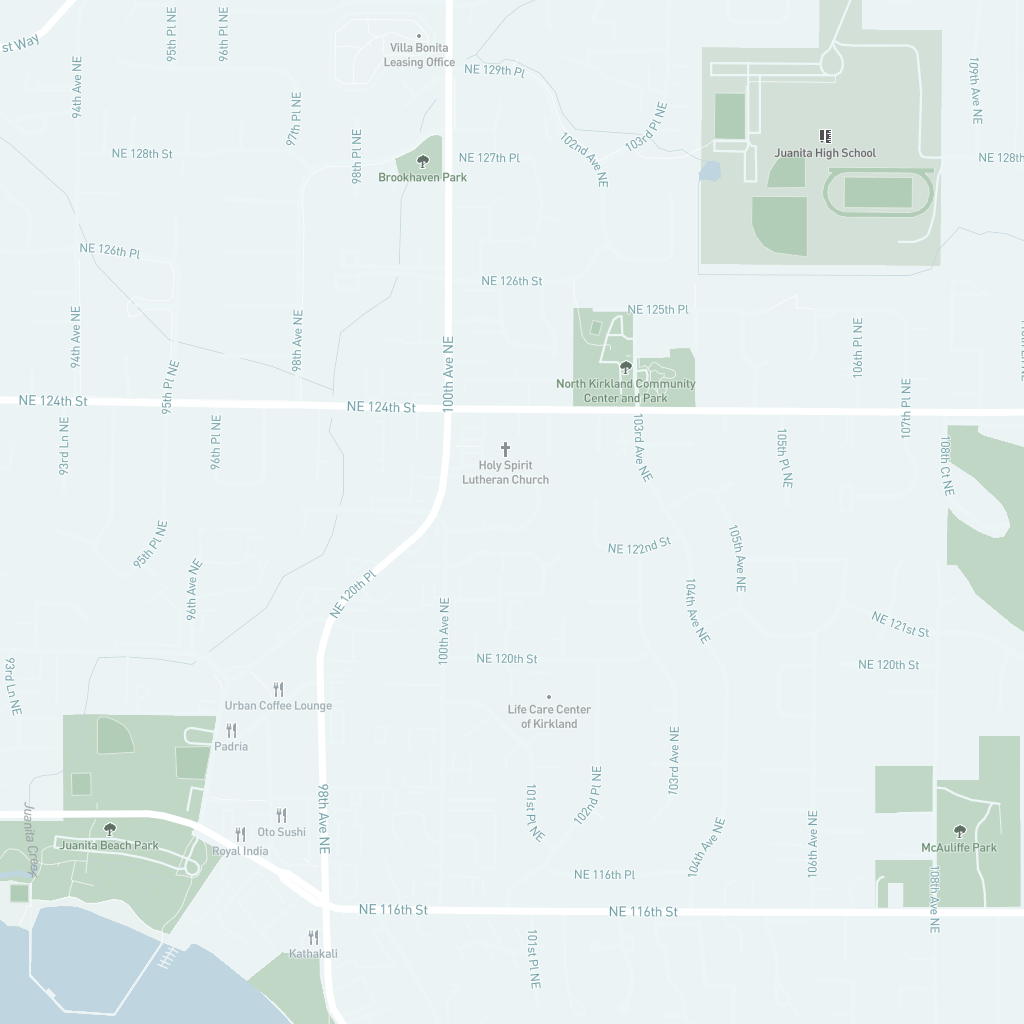 st Way
95th Pl NE
96th Pl NE
94th Ave NE
Villa Bonita
Leasing Office
NE 129th Pl
109th Ave NE
97th Pl NE
98th Pl NE
102nd Ave NE
103rd Pl NE
Juanita High School
NE 128th St
NE 127th Pl
NE 128th
Brookhaven Park
NE 126th Pl
NE 126th St
NE 125th Pl
94th Ave NE
98th Ave NE
100th Ave NE
106th Pl NE
95th Pl NE
107th Pl NE
North Kirkland Community
Center and Park
NE 124th St
NE 124th St
93rd Ln NE
96th Pl NE
103rd Ave NE
105th Pl NE
108th Ct NE
Holy Spirit
Lutheran Church
95th Pl NE
96th Ave NE
NE 120th Pl
NE 122nd St
105th Ave NE
104th Ave NE
100th Ave NE
NE 121st St
NE 120th St
NE 120th St
93rd Ln NE
Urban Coffee Lounge
Life Care Center
of Kirkland
Padria
98th Ave NE
103rd Ave NE
101st Pl NE
102nd Pl NE
104th Ave NE
106th Ave NE
Juanita Creek
Oto Sushi
Juanita Beach Park
Royal India
McAuliffe Park
NE 116th Pl
108th Ave NE
NE 116th St
NE 116th St
Kathakali
101st Pl NE